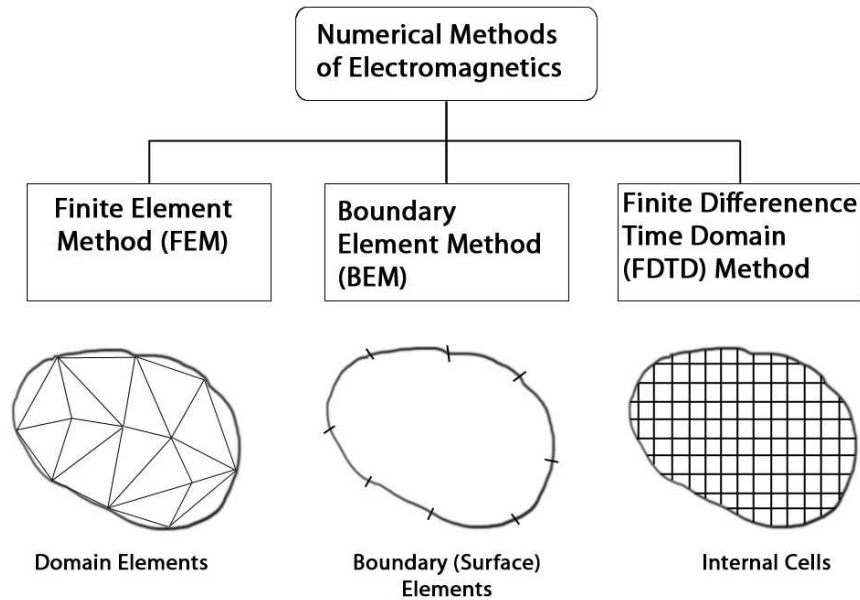 Numerical Methods
of Electromagnetics
Finite Element
Method (FEM)
Boundary
Element Method
(BEM)
Finite Differenence
Time Domain
(FDTD) Method
Domain Elements
Boundary (Surface)
Elements
Internal Cells